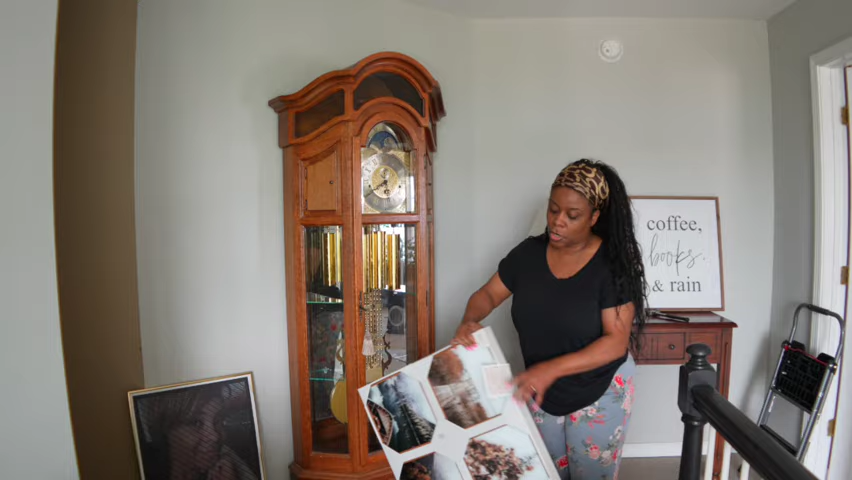 coffee,
books.
& rain